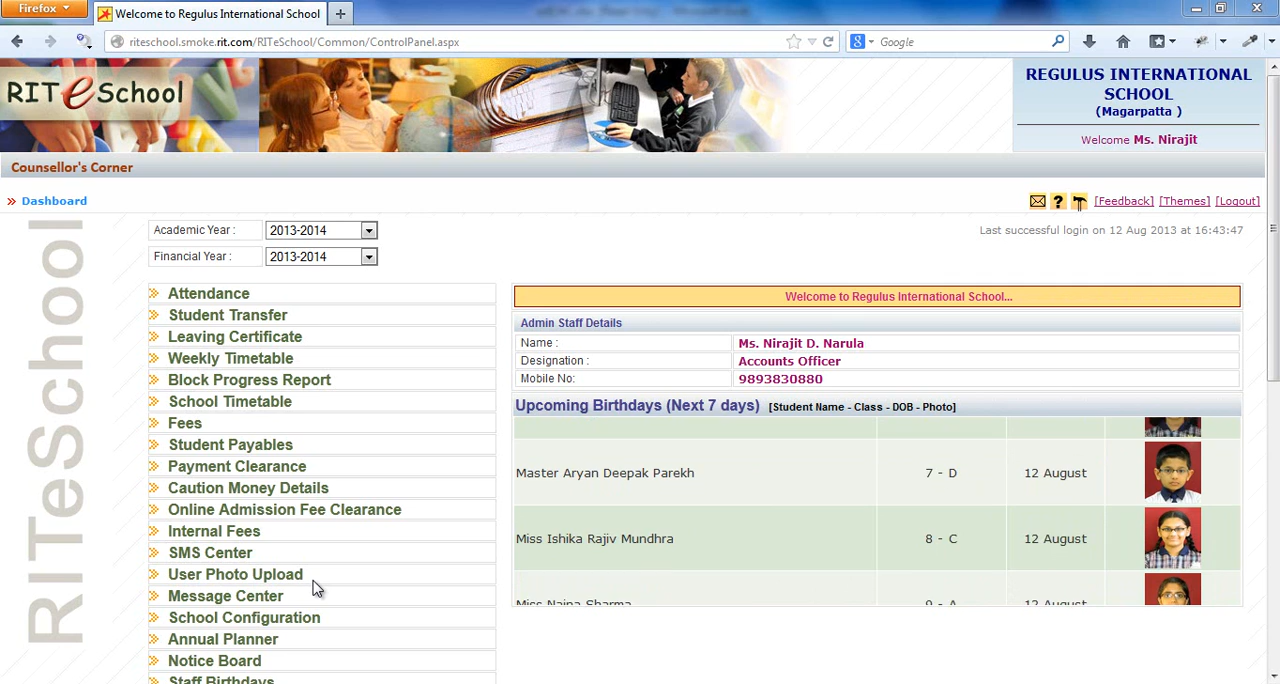 Firefox
Welcome to Regulus International School
riteschool.smoke.rit.com/RITeSchool/Common/ControlPanel.aspx
Google
RITeSchool
REGULUS INTERNATIONAL
SCHOOL
(Magarpatta )
Welcome Ms. Nirajit
Counsellor's Corner
Dashboard
[Feedback] [Themes] [Logout]
Academic Year : 2013-2014
Last successful login on 12 Aug 2013 at 16:43:47
Financial Year : 2013-2014
RITeSchool
Attendance
Student Transfer
Leaving Certificate
Weekly Timetable
Block Progress Report
School Timetable
Fees
Student Payables
Payment Clearance
Caution Money Details
Online Admission Fee Clearance
Internal Fees
SMS Center
User Photo Upload
Message Center
School Configuration
Annual Planner
Notice Board
Staff Birthdays
Welcome to Regulus International School...
Admin Staff Details
Name : Ms. Nirajit D. Narula
Designation : Accounts Officer
Mobile No: 9893830880
Upcoming Birthdays (Next 7 days) [Student Name - Class - DOB - Photo]
Master Aryan Deepak Parekh 7 - D 12 August
Miss Ishika Rajiv Mundhra 8 - C 12 August
Miss Naina Sharma 9 - A 12 August